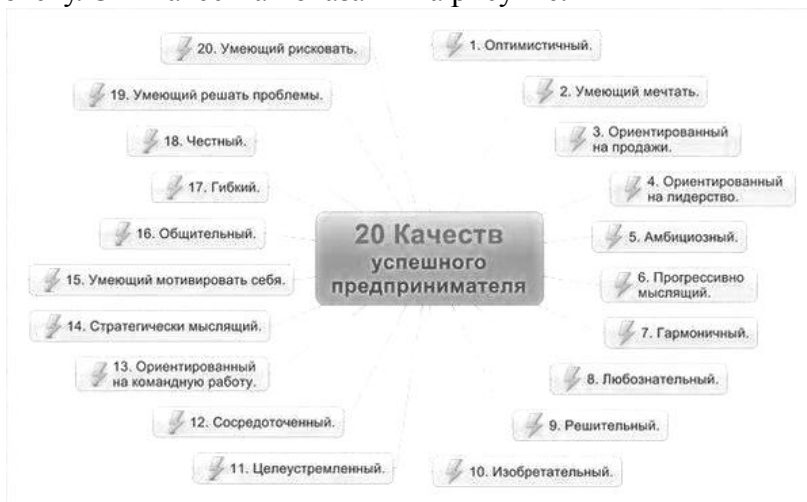 20 Качеств
успешного
предпринимателя
1. Оптимистичный.
2. Умеющий мечтать.
3. Ориентированный
на продажи.
4. Ориентированный
на лидерство.
5. Амбициозный.
6. Прогрессивно
мыслящий.
7. Гармоничный.
8. Любознательный.
9. Решительный.
10. Изобретательный.
11. Целеустремленный.
12. Сосредоточенный.
13. Ориентированный
на командную работу.
14. Стратегически мыслящий.
15. Умеющий мотивировать себя.
16. Общительный.
17. Гибкий.
18. Честный.
19. Умеющий решать проблемы.
20. Умеющий рисковать.